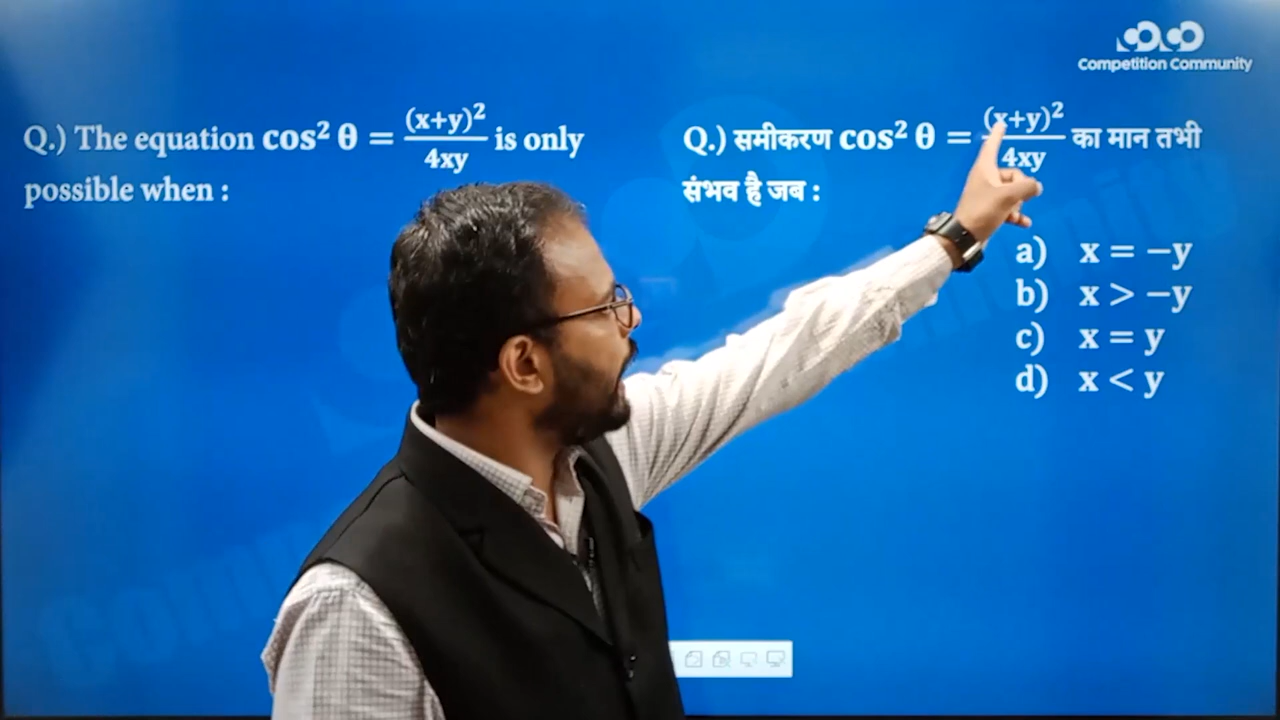 Competition Community
Q.) The equation cos² θ = (x+y)²/4xy is only
possible when :
Q.) समीकरण cos² θ = (x+y)²/4xy का मान तभी
संभव है जब :
a) x = −y
b) x > −y
c) x = y
d) x < y